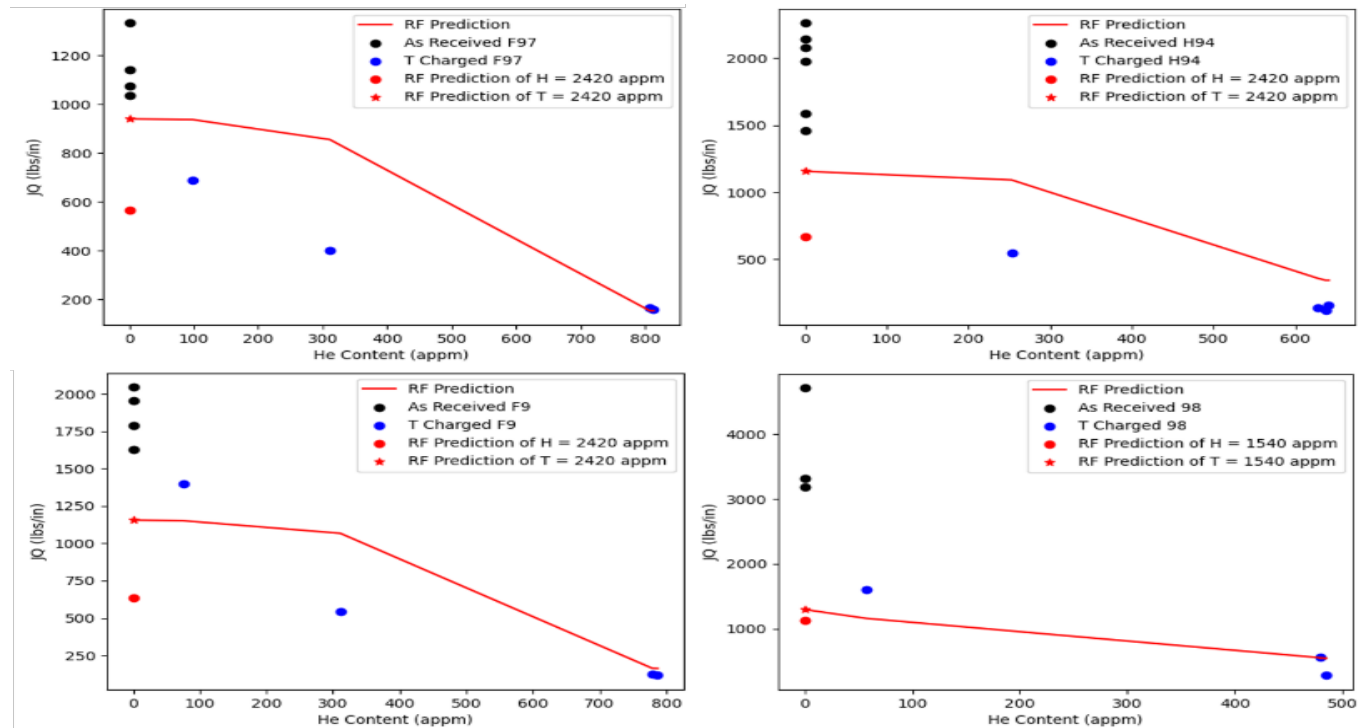 RF Prediction
As Received F97
T Charged F97
RF Prediction of H = 2420 appm
RF Prediction of T = 2420 appm
1200
1000
800
600
400
200
JQ (lbs/in)
0 100 200 300 400 500 600 700 800
He Content (appm)
RF Prediction
As Received H94
T Charged H94
RF Prediction of H = 2420 appm
RF Prediction of T = 2420 appm
2000
1500
1000
500
JQ (lbs/in)
0 100 200 300 400 500 600
He Content (appm)
RF Prediction
As Received F9
T Charged F9
RF Prediction of H = 2420 appm
RF Prediction of T = 2420 appm
2000
1750
1500
1250
1000
750
500
250
JQ (lbs/in)
0 100 200 300 400 500 600 700 800
He Content (appm)
RF Prediction
As Received 98
T Charged 98
RF Prediction of H = 1540 appm
RF Prediction of T = 1540 appm
4000
3000
2000
1000
JQ (lbs/in)
0 100 200 300 400 500
He Content (appm)